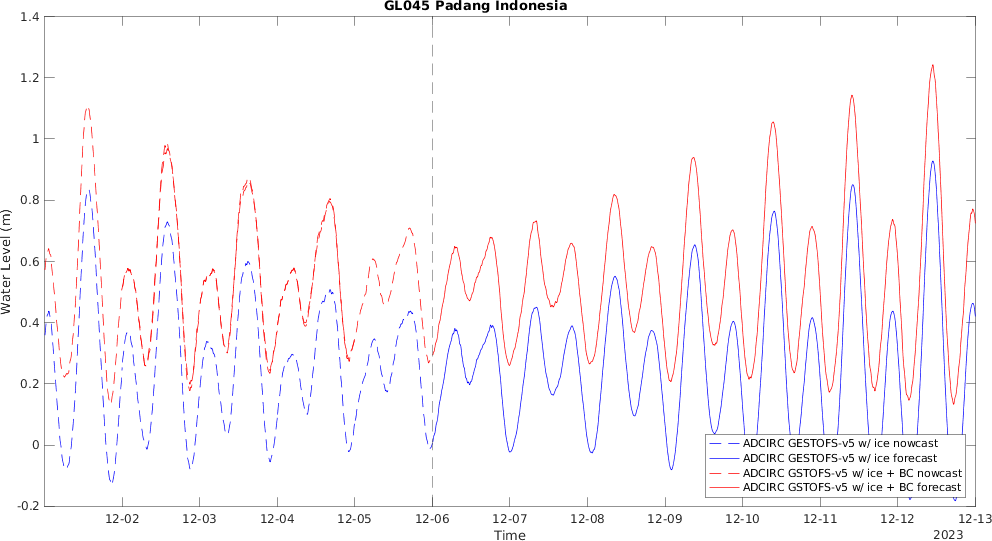 GL045 Padang Indonesia
1.4
1.2
1
0.8
0.6
0.4
0.2
0
-0.2
Water Level (m)
ADCIRC GESTOFS-v5 w/ ice nowcast
ADCIRC GESTOFS-v5 w/ ice forecast
ADCIRC GSTOFS-v5 w/ ice + BC nowcast
ADCIRC GSTOFS-v5 w/ ice + BC forecast
12-02 12-03 12-04 12-05 12-06 12-07 12-08 12-09 12-10 12-11 12-12 12-13
Time
2023